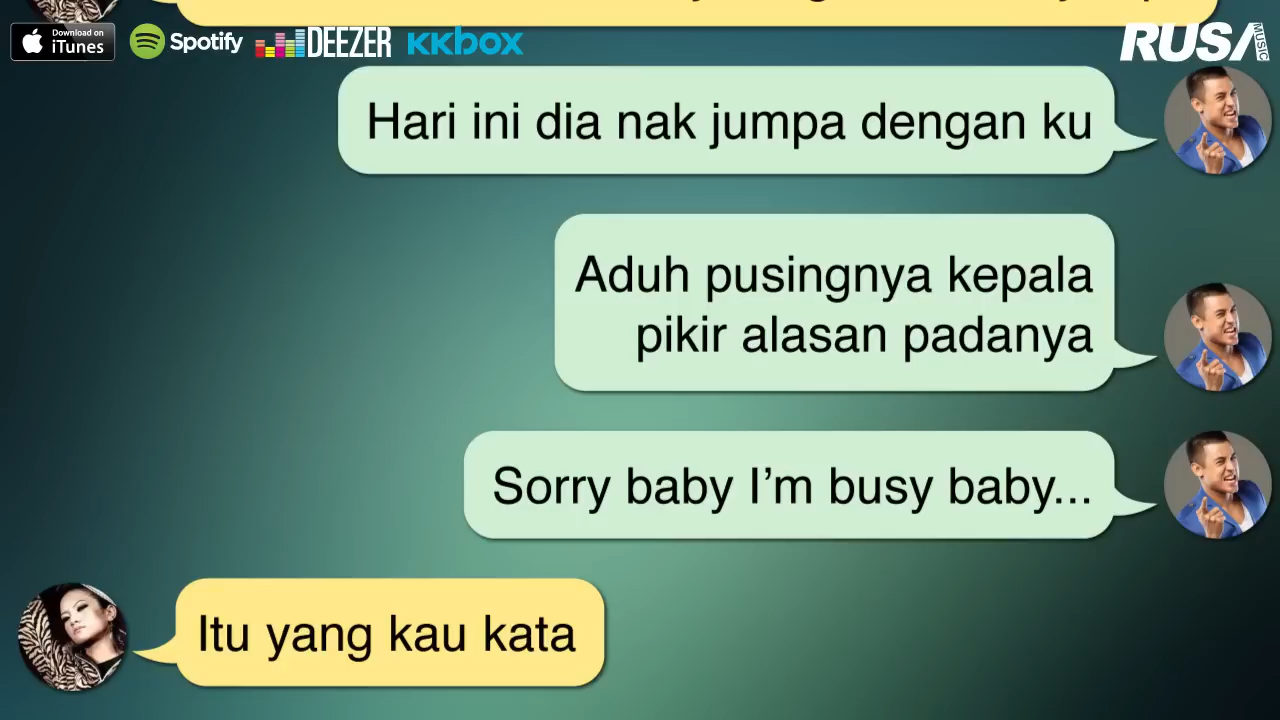 Download on
iTunes
Spotify
DEEZER
KKBOX
RUSA
MUSIC
Hari ini dia nak jumpa dengan ku
Aduh pusingnya kepala
pikir alasan padanya
Sorry baby I’m busy baby...
Itu yang kau kata